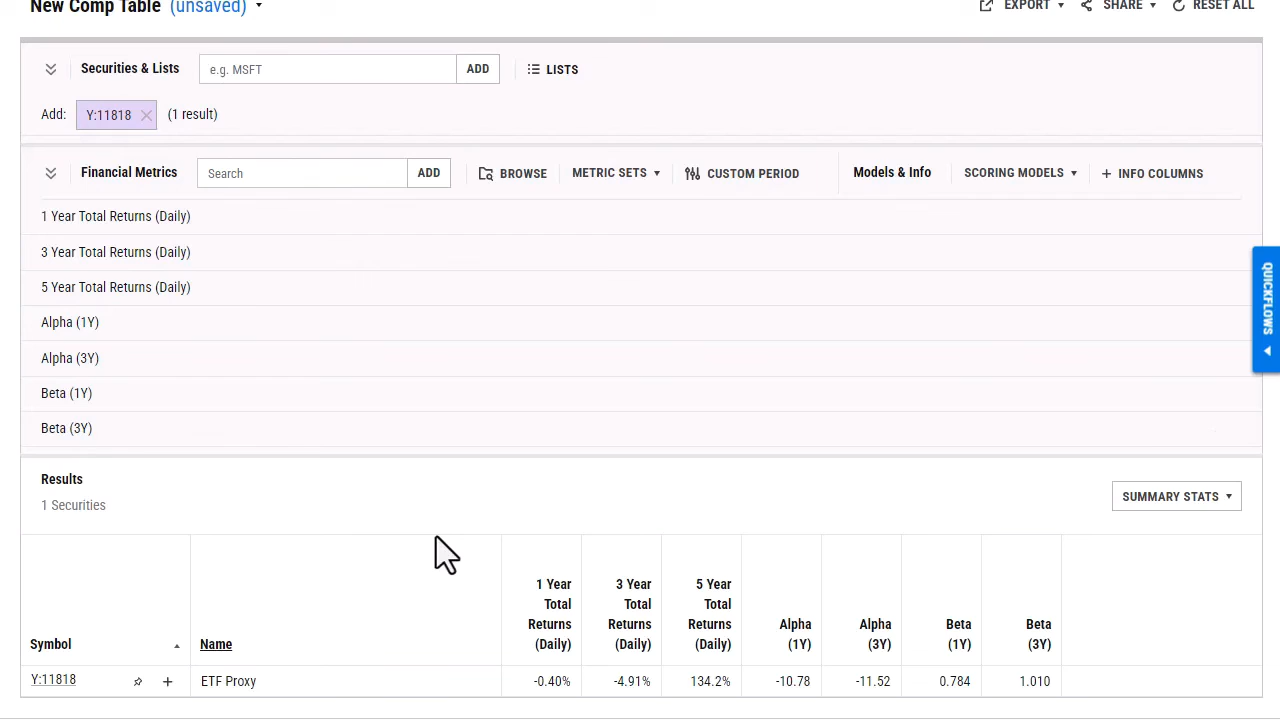 New Comp Table (unsaved)
EXPORT SHARE RESET ALL
Securities & Lists e.g. MSFT ADD LISTS
Add: Y:11818 (1 result)
Financial Metrics Search ADD BROWSE METRIC SETS CUSTOM PERIOD Models & Info SCORING MODELS + INFO COLUMNS
1 Year Total Returns (Daily)
3 Year Total Returns (Daily)
5 Year Total Returns (Daily)
Alpha (1Y)
Alpha (3Y)
Beta (1Y)
Beta (3Y)
QUICKFLOWS
Results
1 Securities
SUMMARY STATS
Symbol Name 1 Year Total Returns (Daily) 3 Year Total Returns (Daily) 5 Year Total Returns (Daily) Alpha (1Y) Alpha (3Y) Beta (1Y) Beta (3Y)
Y:11818 + ETF Proxy -0.40% -4.91% 134.2% -10.78 -11.52 0.784 1.010